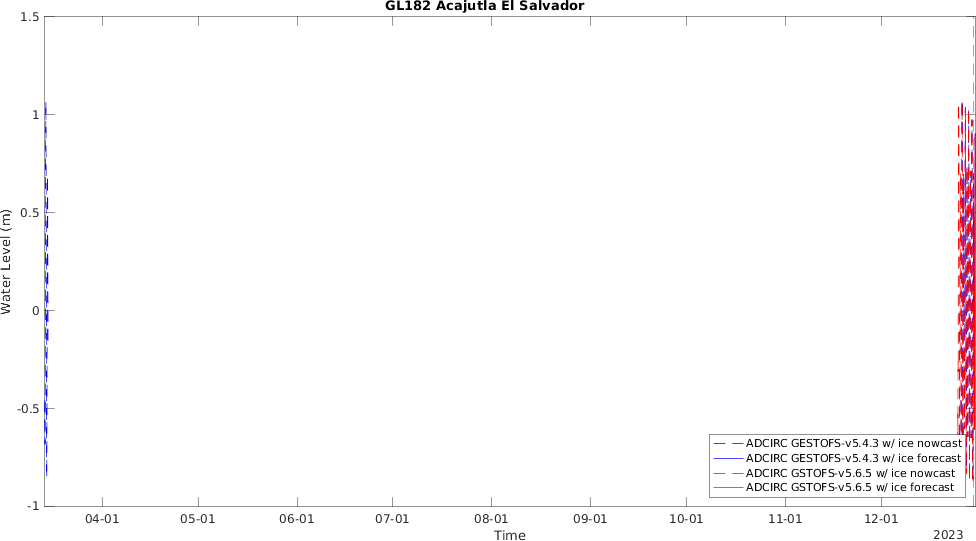 GL182 Acajutla El Salvador
1.5
1
0.5
0
-0.5
-1
Water Level (m)
04-01 05-01 06-01 07-01 08-01 09-01 10-01 11-01 12-01
Time
2023
ADCIRC GESTOFS-v5.4.3 w/ ice nowcast
ADCIRC GESTOFS-v5.4.3 w/ ice forecast
ADCIRC GSTOFS-v5.6.5 w/ ice nowcast
ADCIRC GSTOFS-v5.6.5 w/ ice forecast